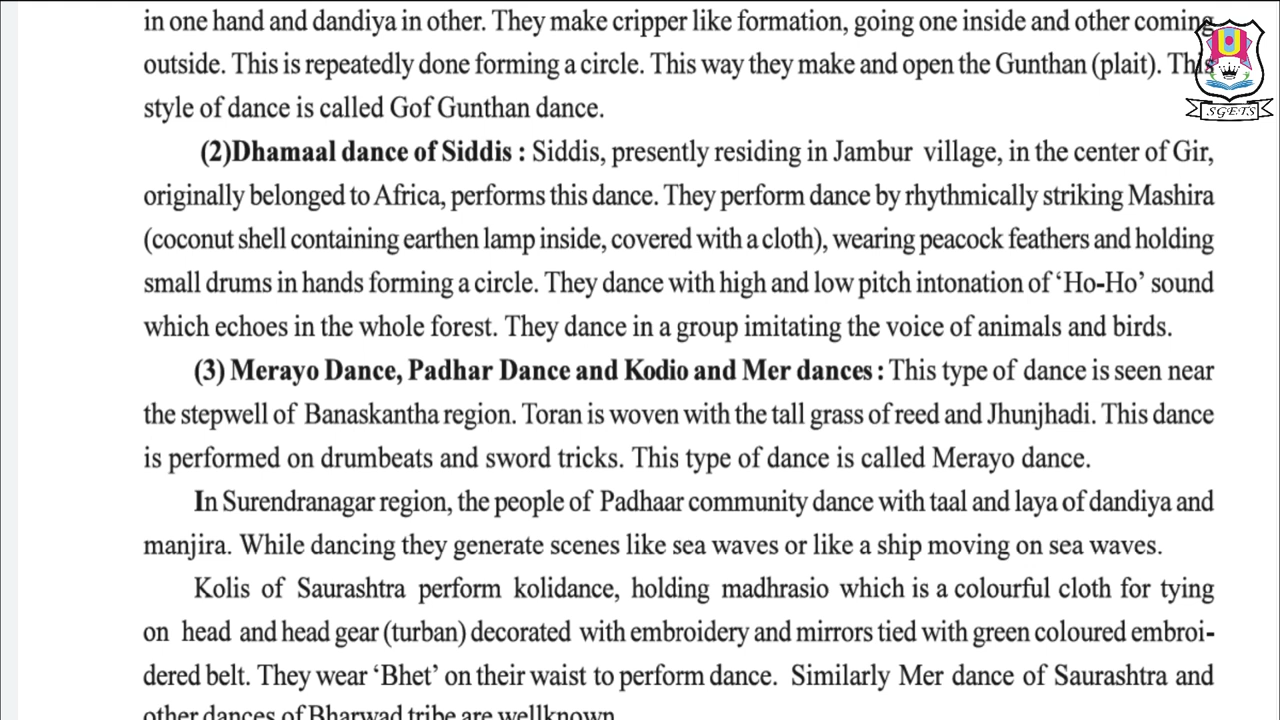 in one hand and dandiya in other. They make cripper like formation, going one inside and other coming
outside. This is repeatedly done forming a circle. This way they make and open the Gunthan (plait). This
style of dance is called Gof Gunthan dance.
(2)Dhamaal dance of Siddis : Siddis, presently residing in Jambur village, in the center of Gir,
originally belonged to Africa, performs this dance. They perform dance by rhythmically striking Mashira
(coconut shell containing earthen lamp inside, covered with a cloth), wearing peacock feathers and holding
small drums in hands forming a circle. They dance with high and low pitch intonation of ‘Ho-Ho’ sound
which echoes in the whole forest. They dance in a group imitating the voice of animals and birds.
(3) Merayo Dance, Padhar Dance and Kodio and Mer dances : This type of dance is seen near
the stepwell of Banaskantha region. Toran is woven with the tall grass of reed and Jhunjhadi. This dance
is performed on drumbeats and sword tricks. This type of dance is called Merayo dance.
In Surendranagar region, the people of Padhaar community dance with taal and laya of dandiya and
manjira. While dancing they generate scenes like sea waves or like a ship moving on sea waves.
Kolis of Saurashtra perform kolidance, holding madhrasio which is a colourful cloth for tying
on head and head gear (turban) decorated with embroidery and mirrors tied with green coloured embroi-
dered belt. They wear ‘Bhet’ on their waist to perform dance. Similarly Mer dance of Saurashtra and
other dances of Bharwad tribe are wellknown
SGETS